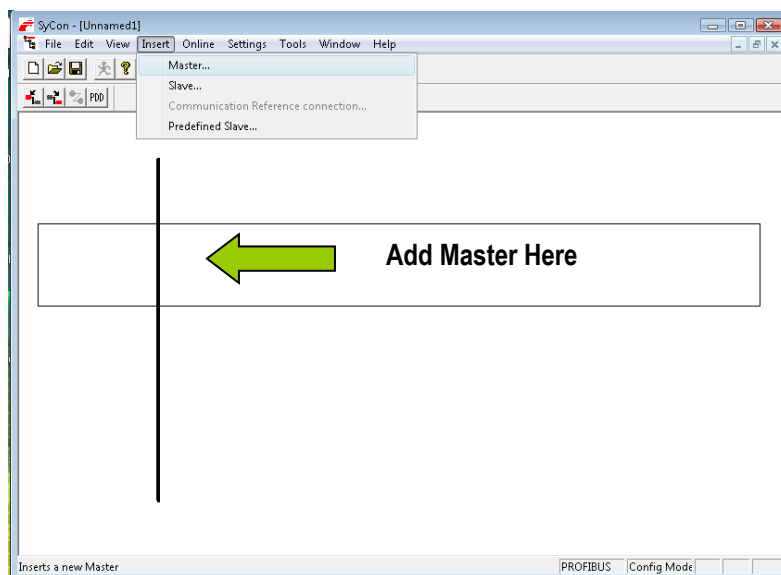 SyCon - [Unnamed1]
File Edit View Insert Online Settings Tools Window Help
Master...
Slave...
Communication Reference connection...
Predefined Slave...
PDD
Add Master Here
Inserts a new Master
PROFIBUS Config Mode